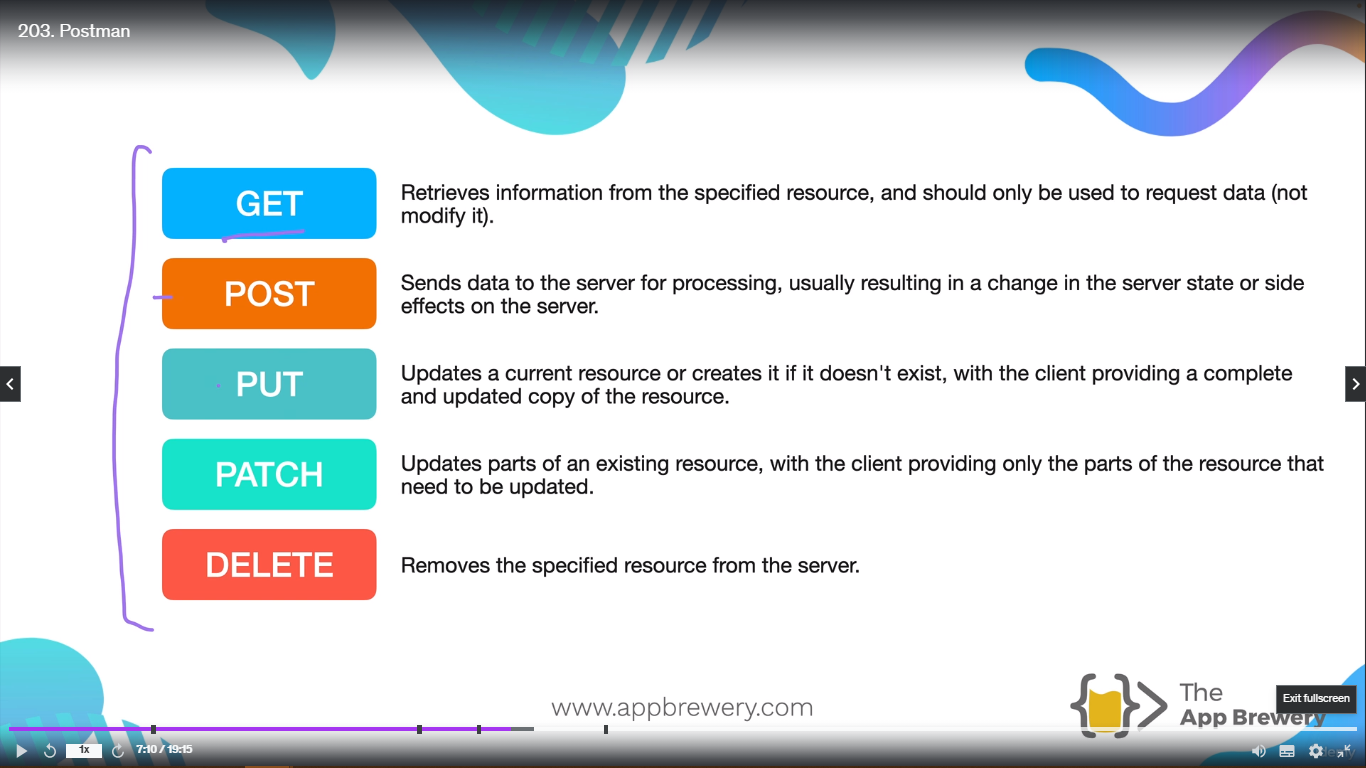 203. Postman
GET
Retrieves information from the specified resource, and should only be used to request data (not
modify it).
POST
Sends data to the server for processing, usually resulting in a change in the server state or side
effects on the server.
PUT
Updates a current resource or creates it if it doesn't exist, with the client providing a complete
and updated copy of the resource.
PATCH
Updates parts of an existing resource, with the client providing only the parts of the resource that
need to be updated.
DELETE
Removes the specified resource from the server.
www.appbrewery.com
The
App Brewery
Exit fullscreen
1x
7:10 / 19:15